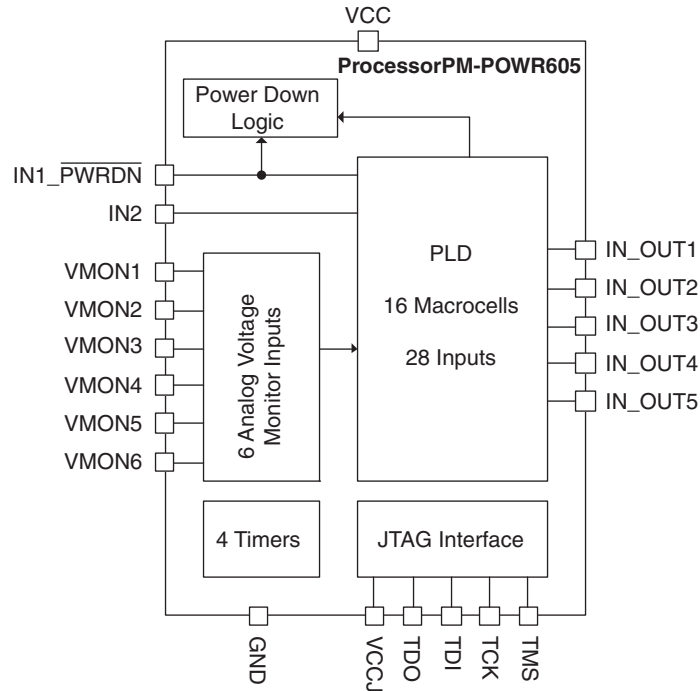 VCC
ProcessorPM-POWR605
Power Down
Logic
IN1_PWRDN
IN2
VMON1
VMON2
VMON3
VMON4
VMON5
VMON6
6 Analog Voltage
Monitor Inputs
PLD
16 Macrocells
28 Inputs
IN_OUT1
IN_OUT2
IN_OUT3
IN_OUT4
IN_OUT5
4 Timers
JTAG Interface
GND
VCCJ
TDO
TDI
TCK
TMS